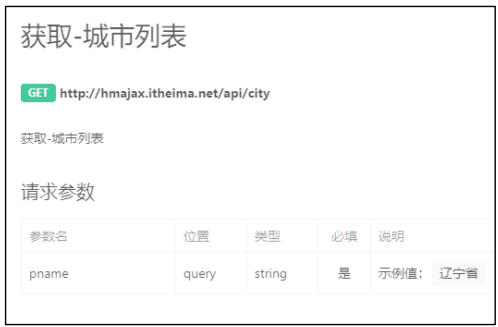 获取-城市列表
GET http://hmajax.itheima.net/api/city
获取-城市列表
请求参数
参数名 位置 类型 必填 说明
pname query string 是 示例值： 辽宁省